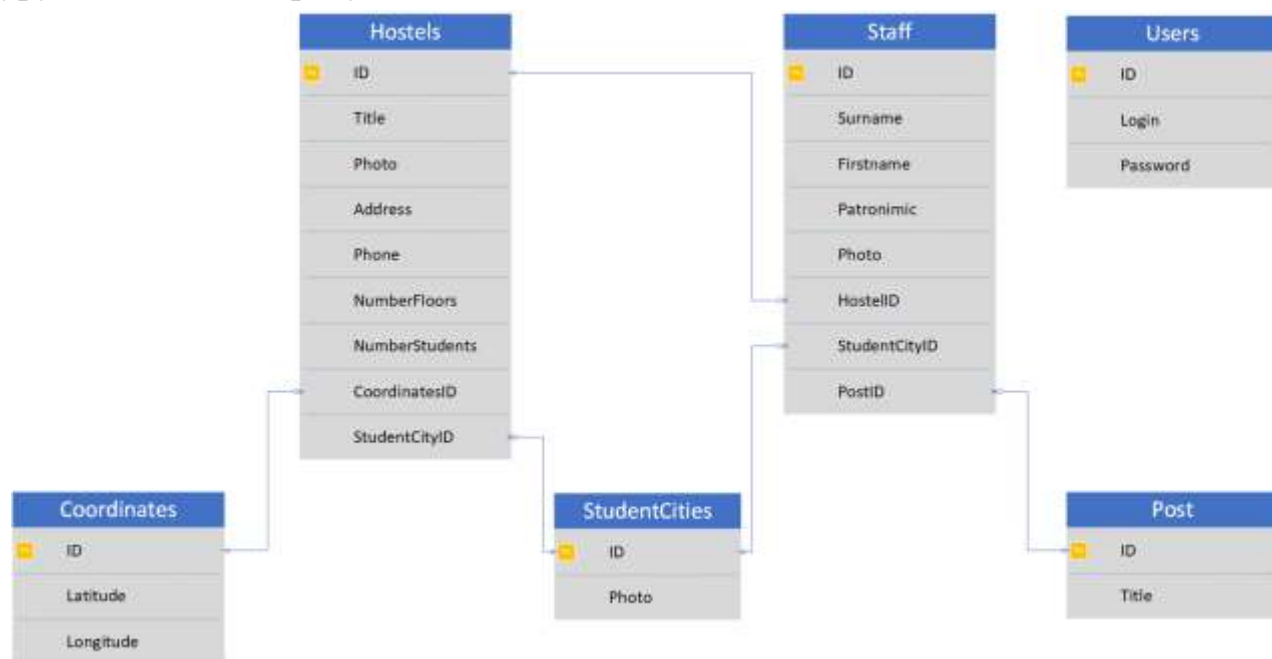 Hostels
ID
Title
Photo
Address
Phone
NumberFloors
NumberStudents
CoordinatesID
StudentCityID
Staff
ID
Surname
Firstname
Patronimic
Photo
HostelID
StudentCityID
PostID
Users
ID
Login
Password
Coordinates
ID
Latitude
Longitude
StudentCities
ID
Photo
Post
ID
Title